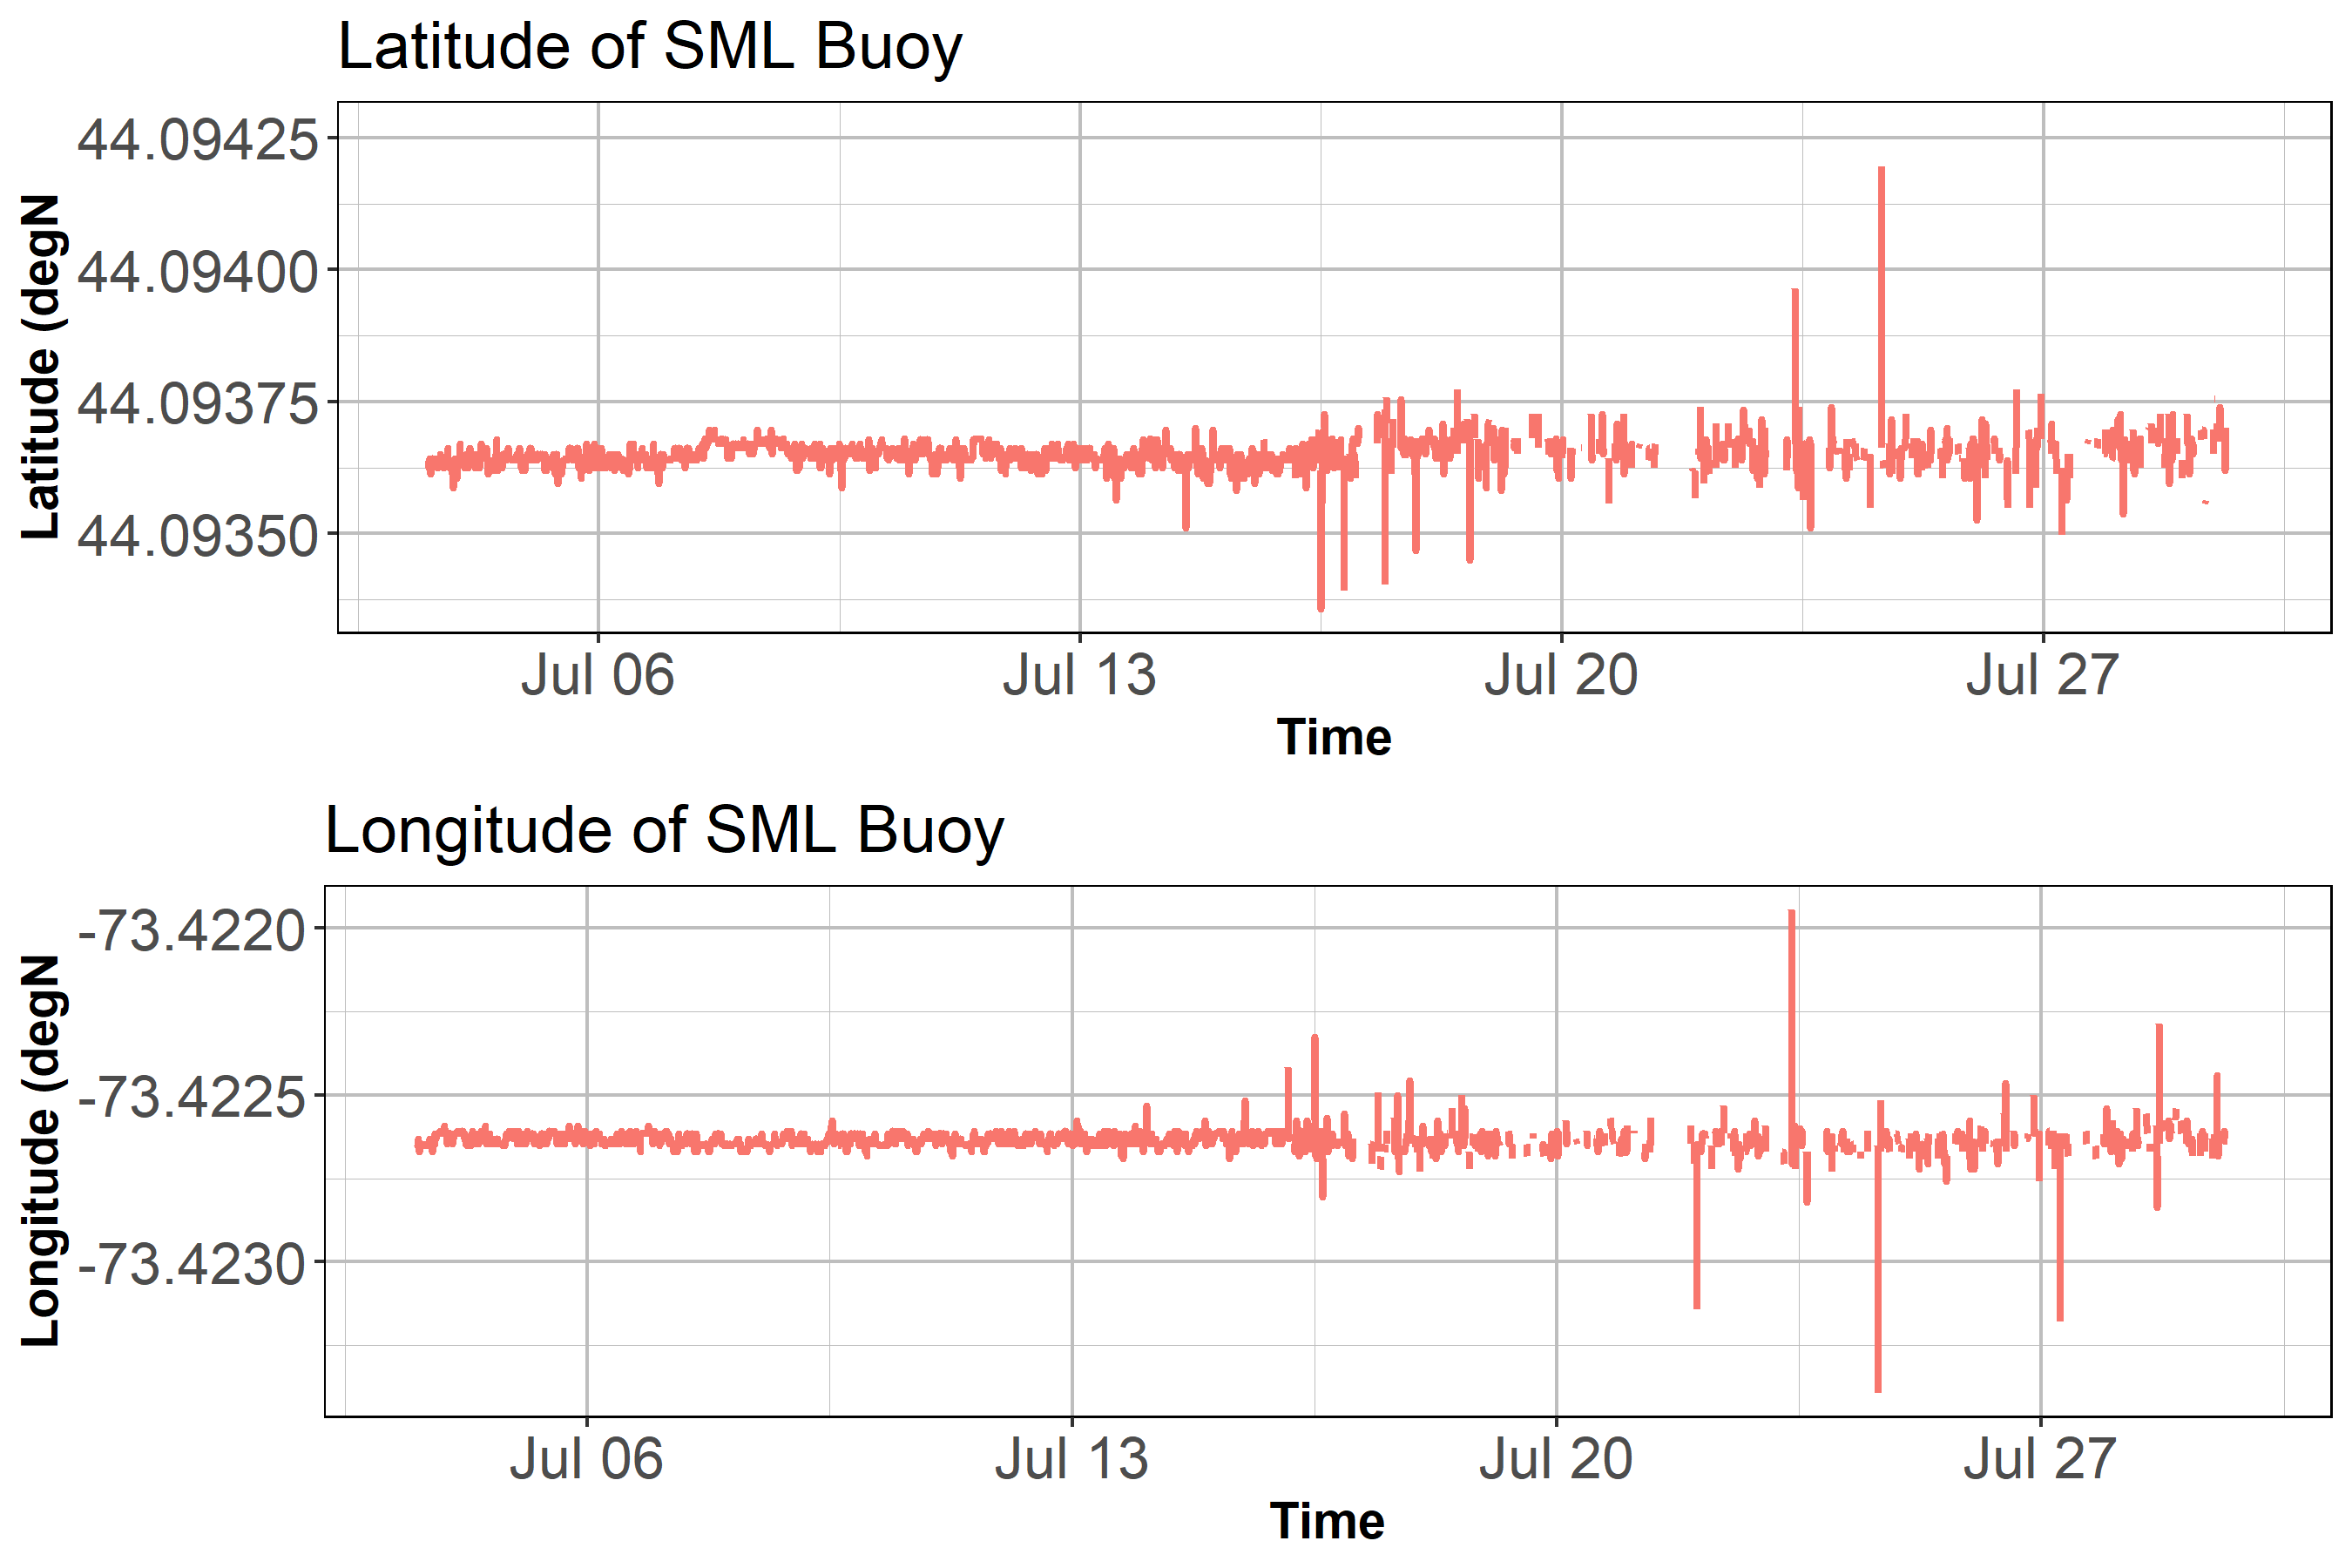 Latitude of SML Buoy
44.09425
44.09400
44.09375
44.09350
Latitude (degN
Jul 06 Jul 13 Jul 20 Jul 27
Time
Longitude of SML Buoy
-73.4220
-73.4225
-73.4230
Longitude (degN
Jul 06 Jul 13 Jul 20 Jul 27
Time